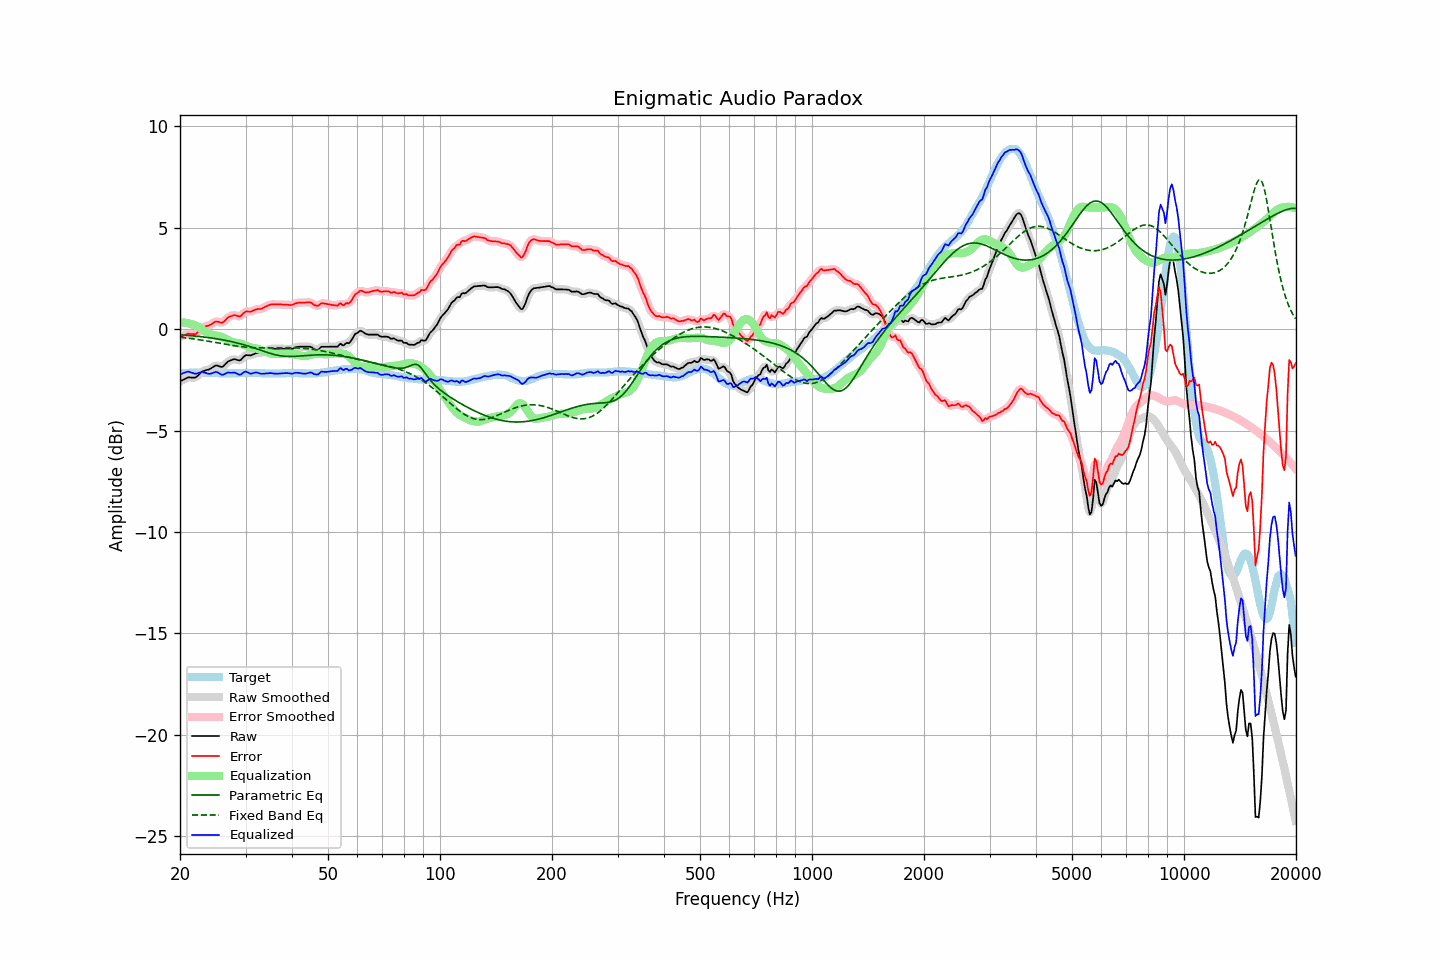 Enigmatic Audio Paradox
10
5
0
−5
−10
−15
−20
−25
Amplitude (dBr)
Target
Raw Smoothed
Error Smoothed
Raw
Error
Equalization
Parametric Eq
Fixed Band Eq
Equalized
20 50 100 200 500 1000 2000 5000 10000 20000
Frequency (Hz)